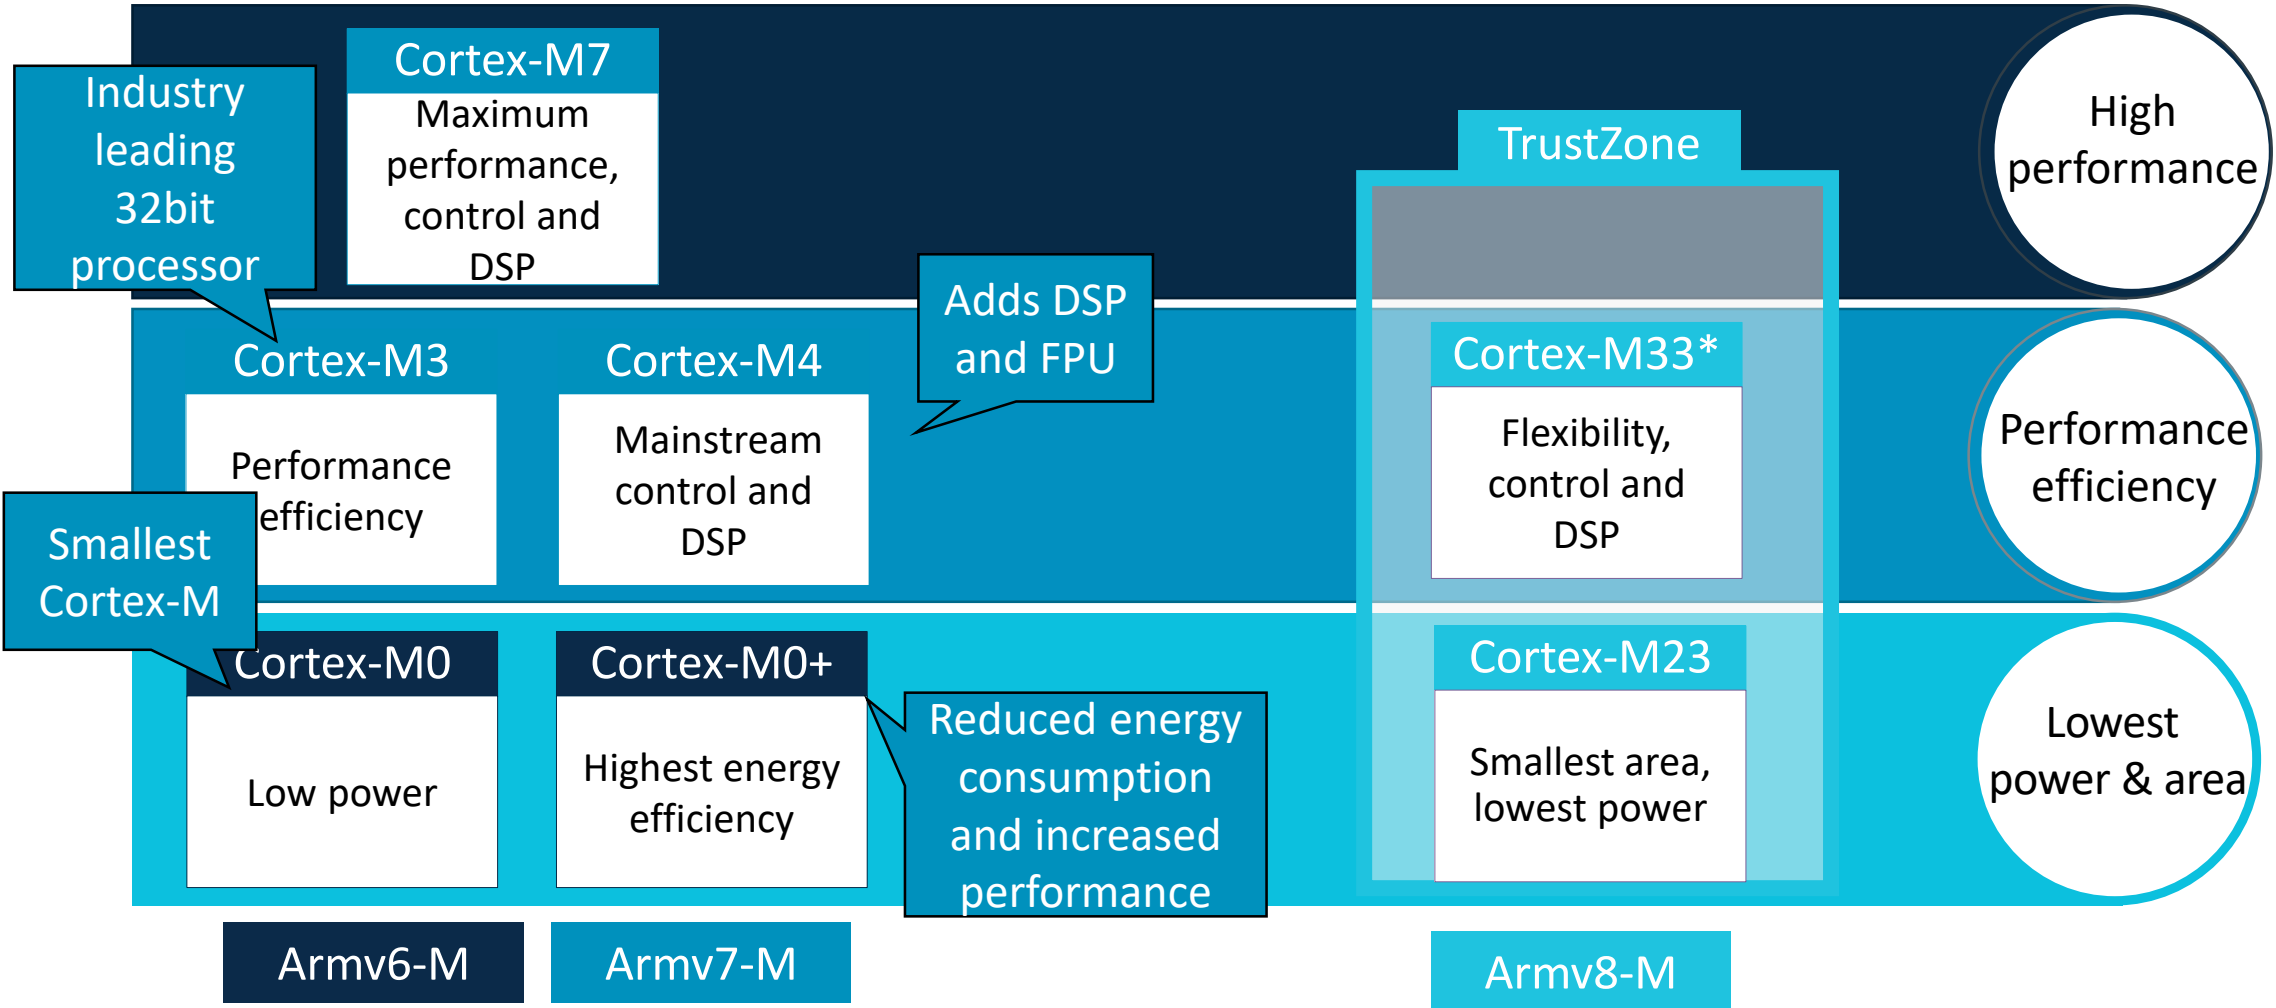 Cortex-M7
Maximum
performance,
control and
DSP
Industry
leading
32bit
processor
TrustZone
High
performance
Adds DSP
and FPU
Cortex-M3
Performance
efficiency
Cortex-M4
Mainstream
control and
DSP
Cortex-M33*
Flexibility,
control and
DSP
Performance
efficiency
Smallest
Cortex-M
Cortex-M0
Low power
Cortex-M0+
Highest energy
efficiency
Reduced energy
consumption
and increased
performance
Cortex-M23
Smallest area,
lowest power
Lowest
power & area
Armv6-M
Armv7-M
Armv8-M